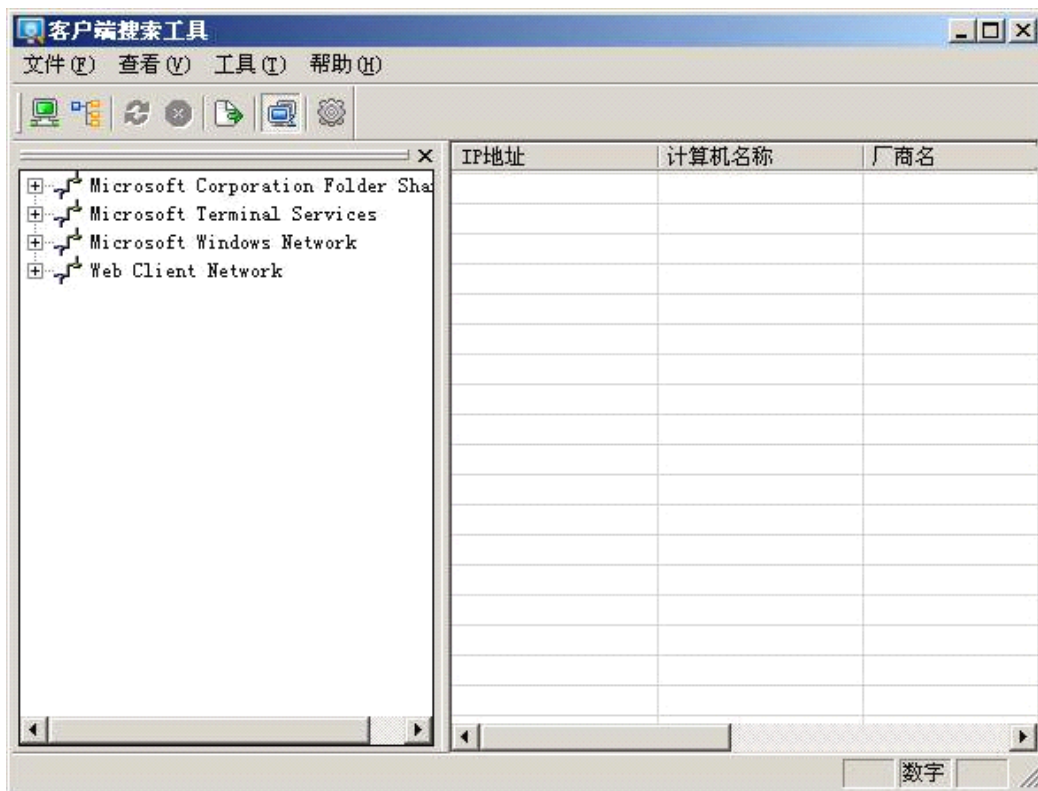 客户端搜索工具
文件(F) 查看(V) 工具(T) 帮助(H)
IP地址 计算机名称 厂商名
Microsoft Corporation Folder Sha
Microsoft Terminal Services
Microsoft Windows Network
Web Client Network
数字